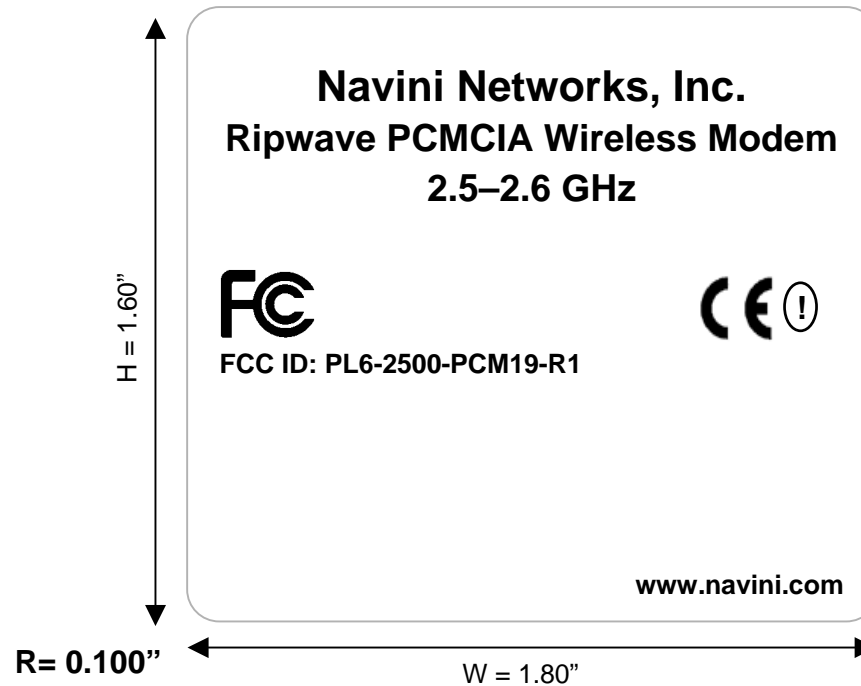 Navini Networks, Inc.
Ripwave PCMCIA Wireless Modem
2.5–2.6 GHz
H = 1.60”
FC CE !
FCC ID: PL6-2500-PCM19-R1
www.navini.com
R= 0.100”
W = 1.80”